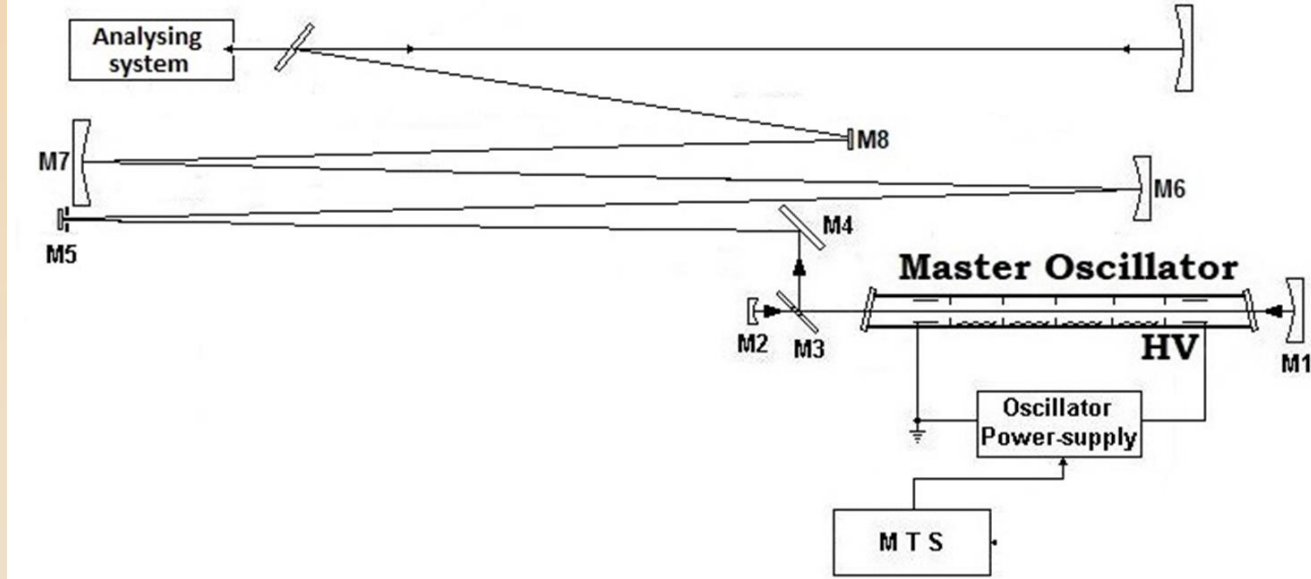 Analysing
system
M8
M7
M6
M5
M4
Master Oscillator
M2
M3
HV
M1
Oscillator
Power-supply
M T S